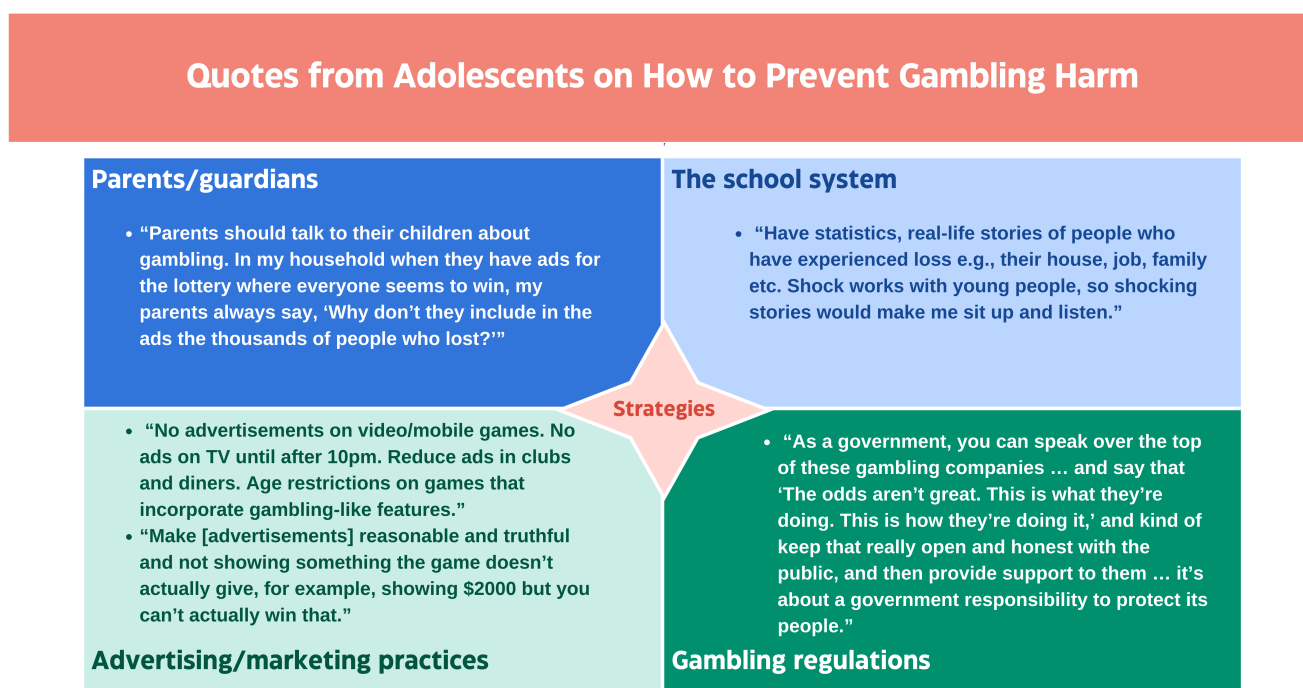 Quotes from Adolescents on How to Prevent Gambling Harm
Parents/guardians
• “Parents should talk to their children about
gambling. In my household when they have ads for
the lottery where everyone seems to win, my
parents always say, ‘Why don’t they include in the
ads the thousands of people who lost?’”
The school system
• “Have statistics, real-life stories of people who
have experienced loss e.g., their house, job, family
etc. Shock works with young people, so shocking
stories would make me sit up and listen.”
Strategies
• “No advertisements on video/mobile games. No
ads on TV until after 10pm. Reduce ads in clubs
and diners. Age restrictions on games that
incorporate gambling-like features.”
• “Make [advertisements] reasonable and truthful
and not showing something the game doesn’t
actually give, for example, showing $2000 but you
can’t actually win that.”
Advertising/marketing practices
• “As a government, you can speak over the top
of these gambling companies … and say that
‘The odds aren’t great. This is what they’re
doing. This is how they’re doing it,’ and kind of
keep that really open and honest with the
public, and then provide support to them … it’s
about a government responsibility to protect its
people.”
Gambling regulations